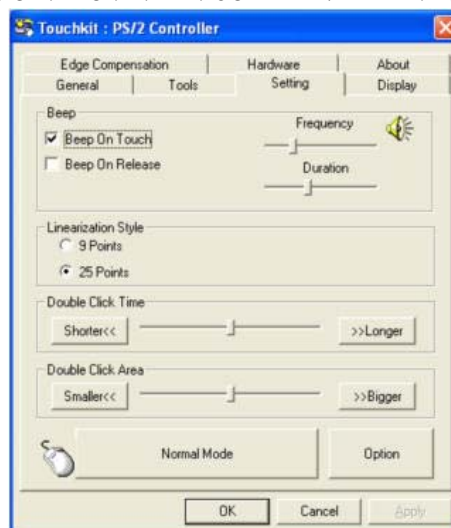 Touchkit : PS/2 Controller
Edge Compensation Hardware About
General Tools Setting Display
Beep
Beep On Touch
Beep On Release
Frequency
Duration
Linearization Style
9 Points
25 Points
Double Click Time
Shorter<< >>Longer
Double Click Area
Smaller<< >>Bigger
Normal Mode Option
OK Cancel Apply